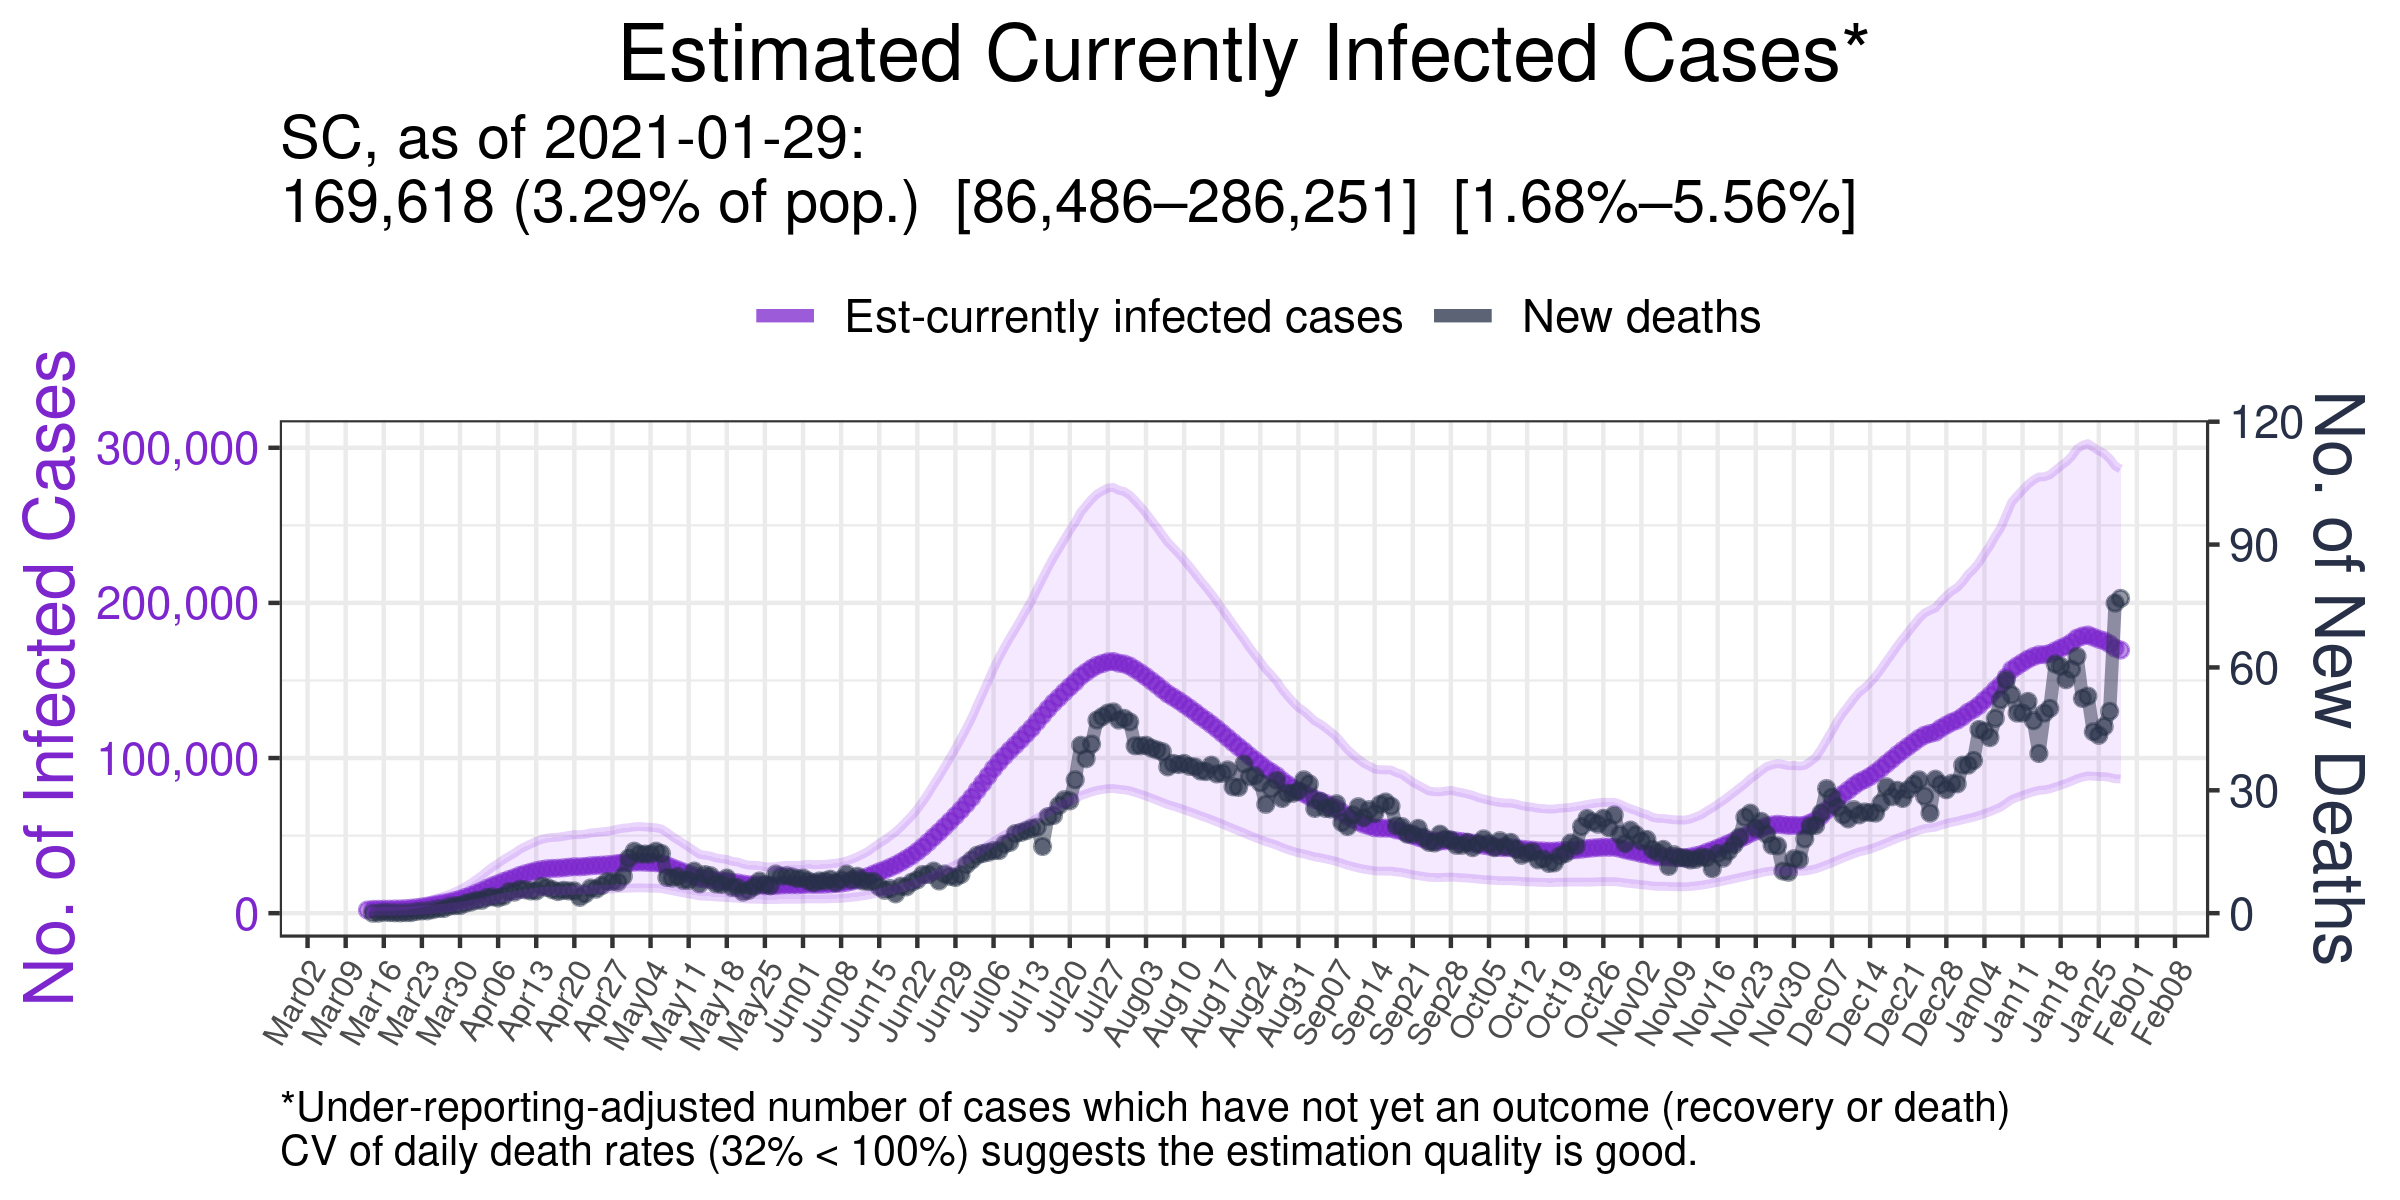 Estimated Currently Infected Cases*
SC, as of 2021-01-29:
169,618 (3.29% of pop.)  [86,486–286,251]  [1.68%–5.56%]
Est-currently infected cases
New deaths
No. of Infected Cases
300,000
200,000
100,000
0
120
90
60
30
0
No. of New Deaths
Mar02
Mar09
Mar16
Mar23
Mar30
Apr06
Apr13
Apr20
Apr27
May04
May11
May18
May25
Jun01
Jun08
Jun15
Jun22
Jun29
Jul06
Jul13
Jul20
Jul27
Aug03
Aug10
Aug17
Aug24
Aug31
Sep07
Sep14
Sep21
Sep28
Oct05
Oct12
Oct19
Oct26
Nov02
Nov09
Nov16
Nov23
Nov30
Dec07
Dec14
Dec21
Dec28
Jan04
Jan11
Jan18
Jan25
Feb01
Feb08
*Under-reporting-adjusted number of cases which have not yet an outcome (recovery or death)
CV of daily death rates (32% < 100%) suggests the estimation quality is good.